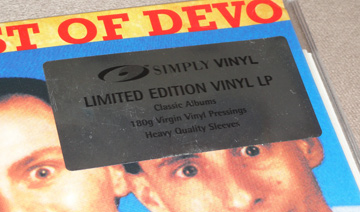 ST OF DEVO
SIMPLY VINYL
LIMITED EDITION VINYL LP
Classic Albums
180g Virgin Vinyl Pressings
Heavy Quality Sleeves